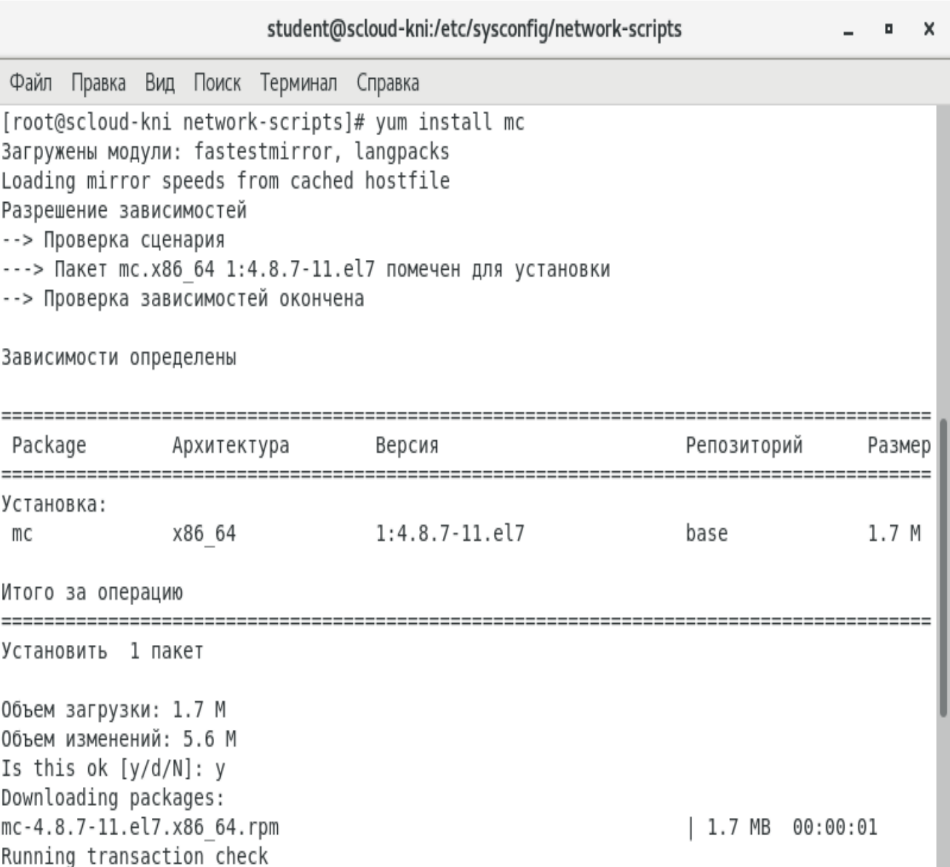 student@scloud-kni:/etc/sysconfig/network-scripts
Файл Правка Вид Поиск Терминал Справка
[root@scloud-kni network-scripts]# yum install mc
Загружены модули: fastestmirror, langpacks
Loading mirror speeds from cached hostfile
Разрешение зависимостей
--> Проверка сценария
---> Пакет mc.x86_64 1:4.8.7-11.el7 помечен для установки
--> Проверка зависимостей окончена
Зависимости определены
================================================================================
Package Архитектура Версия Репозиторий Размер
================================================================================
Установка:
mc x86_64 1:4.8.7-11.el7 base 1.7 M
Итого за операцию
================================================================================
Установить 1 пакет
Объем загрузки: 1.7 M
Объем изменений: 5.6 M
Is this ok [y/d/N]: y
Downloading packages:
mc-4.8.7-11.el7.x86_64.rpm | 1.7 MB 00:00:01
Running transaction check